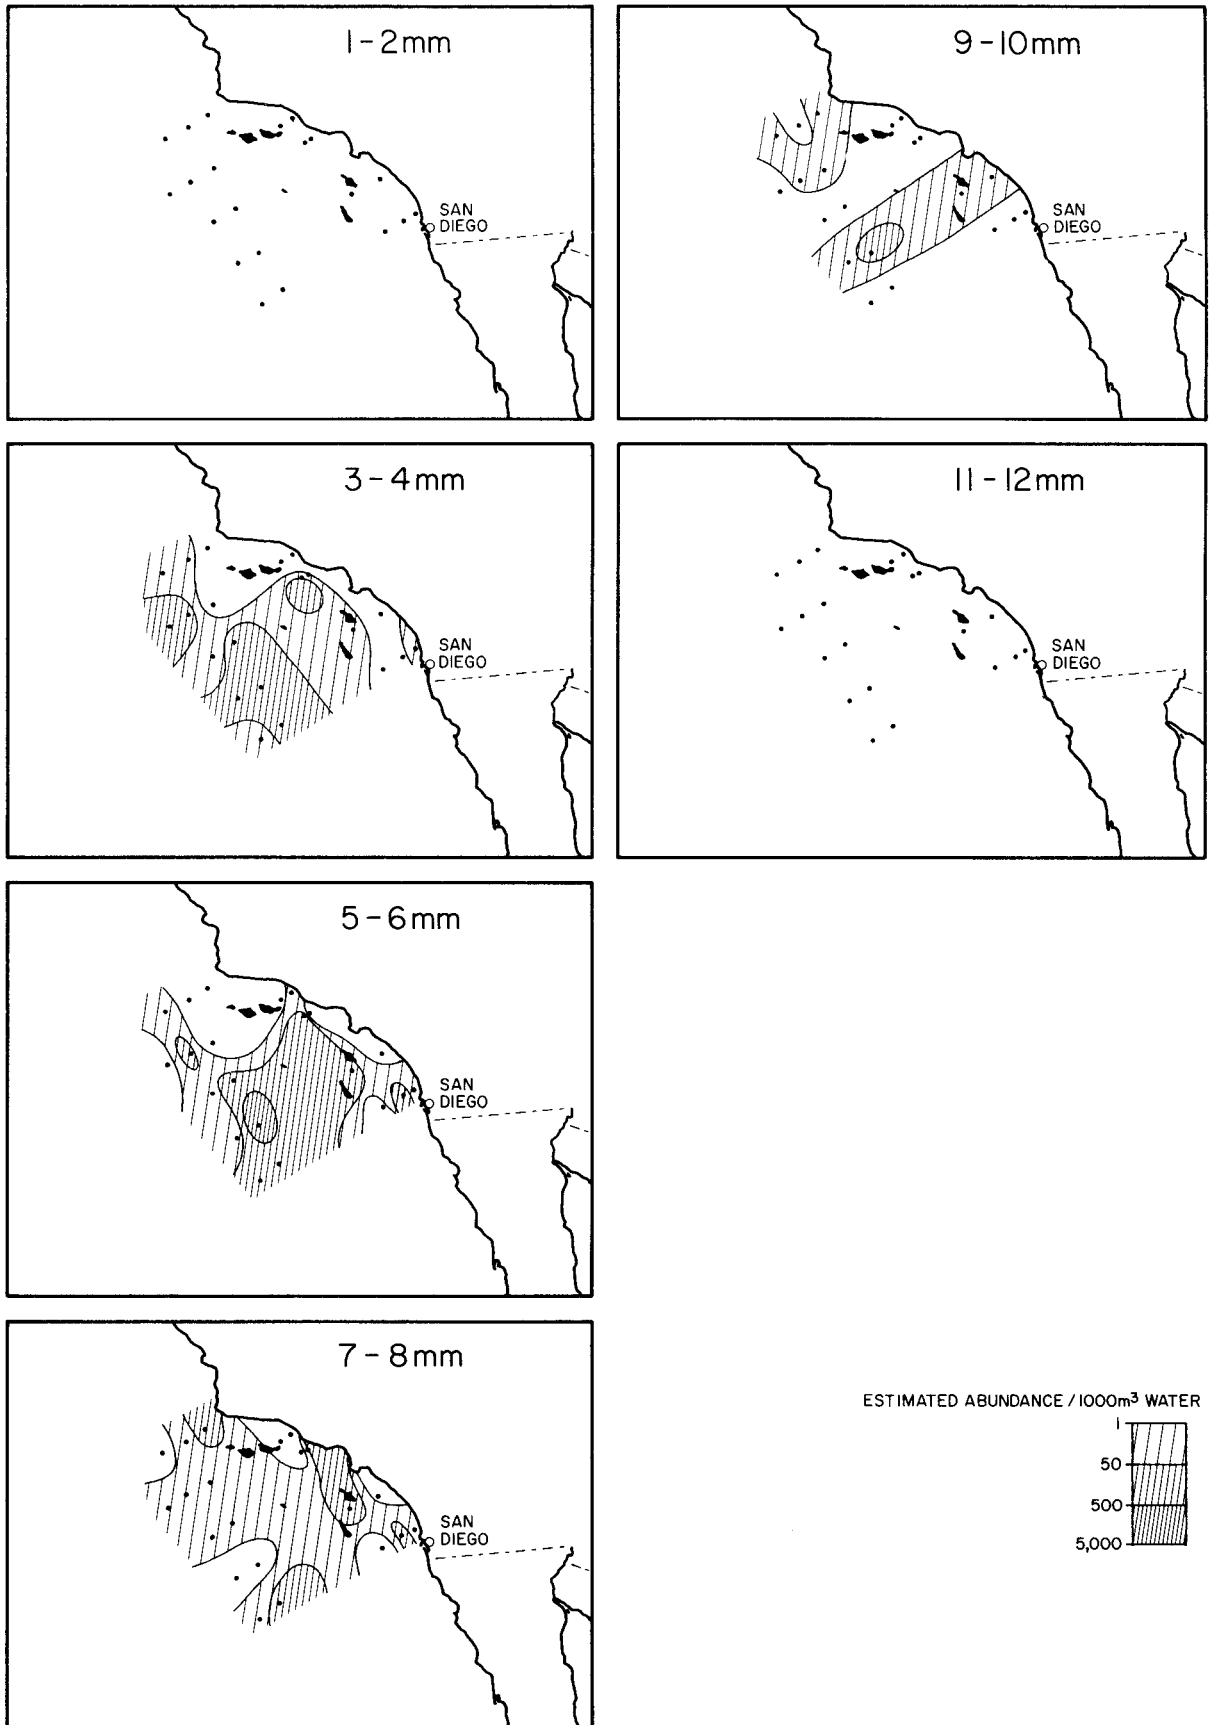 1-2mm
SAN
DIEGO
9-10mm
SAN
DIEGO
3-4mm
SAN
DIEGO
11-12mm
SAN
DIEGO
5-6mm
SAN
DIEGO
7-8mm
SAN
DIEGO
ESTIMATED ABUNDANCE / 1000m³ WATER
1
50
500
5,000